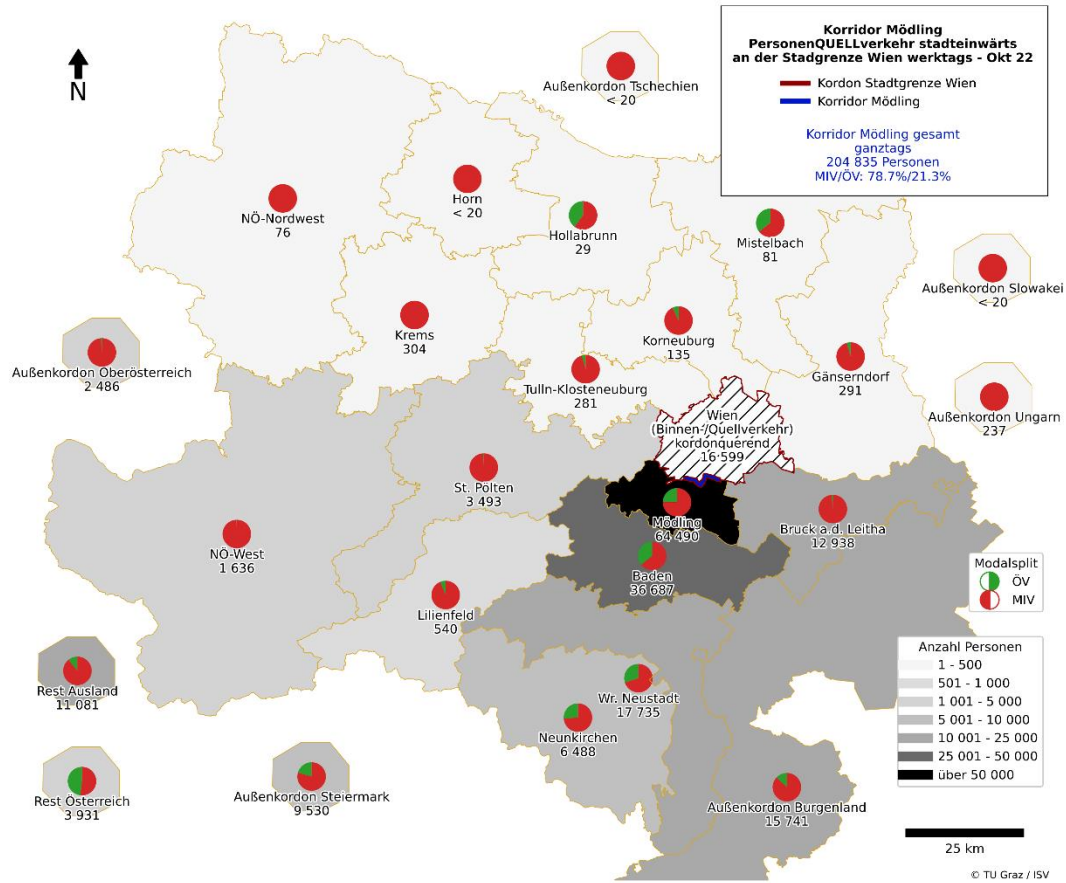 Korridor Mödling
PersonenQUELLverkehr stadteinwärts
an der Stadgrenze Wien werktags - Okt 22
Kordon Stadtgrenze Wien
Korridor Mödling
Korridor Mödling gesamt
ganztags
204 835 Personen
MIV/ÖV: 78.7%/21.3%
N
Außenkordon Tschechien
< 20
NÖ-Nordwest
76
Horn
< 20
Hollabrunn
29
Mistelbach
81
Außenkordon Slowakei
< 20
Krems
304
Korneuburg
135
Außenkordon Oberösterreich
2 486
Tulln-Klosteneuburg
281
Gänserndorf
291
Außenkordon Ungarn
237
Wien
(Binnen-/Quellverkehr)
kordonquerend
16 599
St. Pölten
3 493
Mödling
64 490
Bruck a.d. Leitha
12 938
NÖ-West
1 636
Baden
36 687
Modalsplit
ÖV
MIV
Lilienfeld
540
Anzahl Personen
1 - 500
501 - 1 000
1 001 - 5 000
5 001 - 10 000
10 001 - 25 000
25 001 - 50 000
über 50 000
Rest Ausland
11 081
Wr. Neustadt
17 735
Neunkirchen
6 488
Rest Österreich
3 931
Außenkordon Steiermark
9 530
Außenkordon Burgenland
15 741
25 km
© TU Graz / ISV